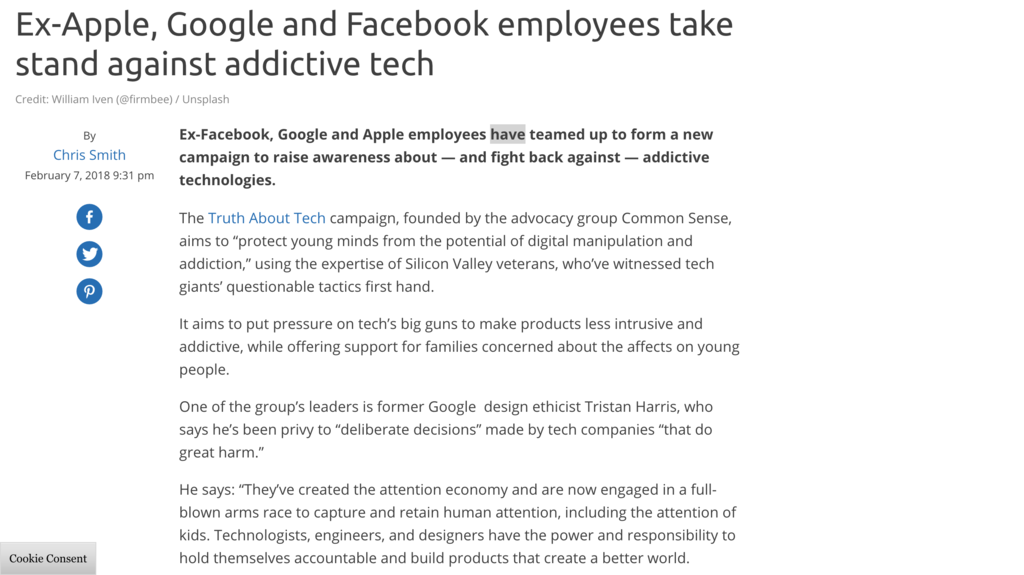 Ex-Apple, Google and Facebook employees take
stand against addictive tech
Credit: William Iven (@firmbee) / Unsplash
By
Chris Smith
February 7, 2018 9:31 pm
Ex-Facebook, Google and Apple employees have teamed up to form a new
campaign to raise awareness about — and fight back against — addictive
technologies.
The Truth About Tech campaign, founded by the advocacy group Common Sense,
aims to “protect young minds from the potential of digital manipulation and
addiction,” using the expertise of Silicon Valley veterans, who’ve witnessed tech
giants’ questionable tactics first hand.
It aims to put pressure on tech’s big guns to make products less intrusive and
addictive, while offering support for families concerned about the affects on young
people.
One of the group’s leaders is former Google  design ethicist Tristan Harris, who
says he’s been privy to “deliberate decisions” made by tech companies “that do
great harm.”
He says: “They’ve created the attention economy and are now engaged in a full-
blown arms race to capture and retain human attention, including the attention of
kids. Technologists, engineers, and designers have the power and responsibility to
hold themselves accountable and build products that create a better world.
Cookie Consent